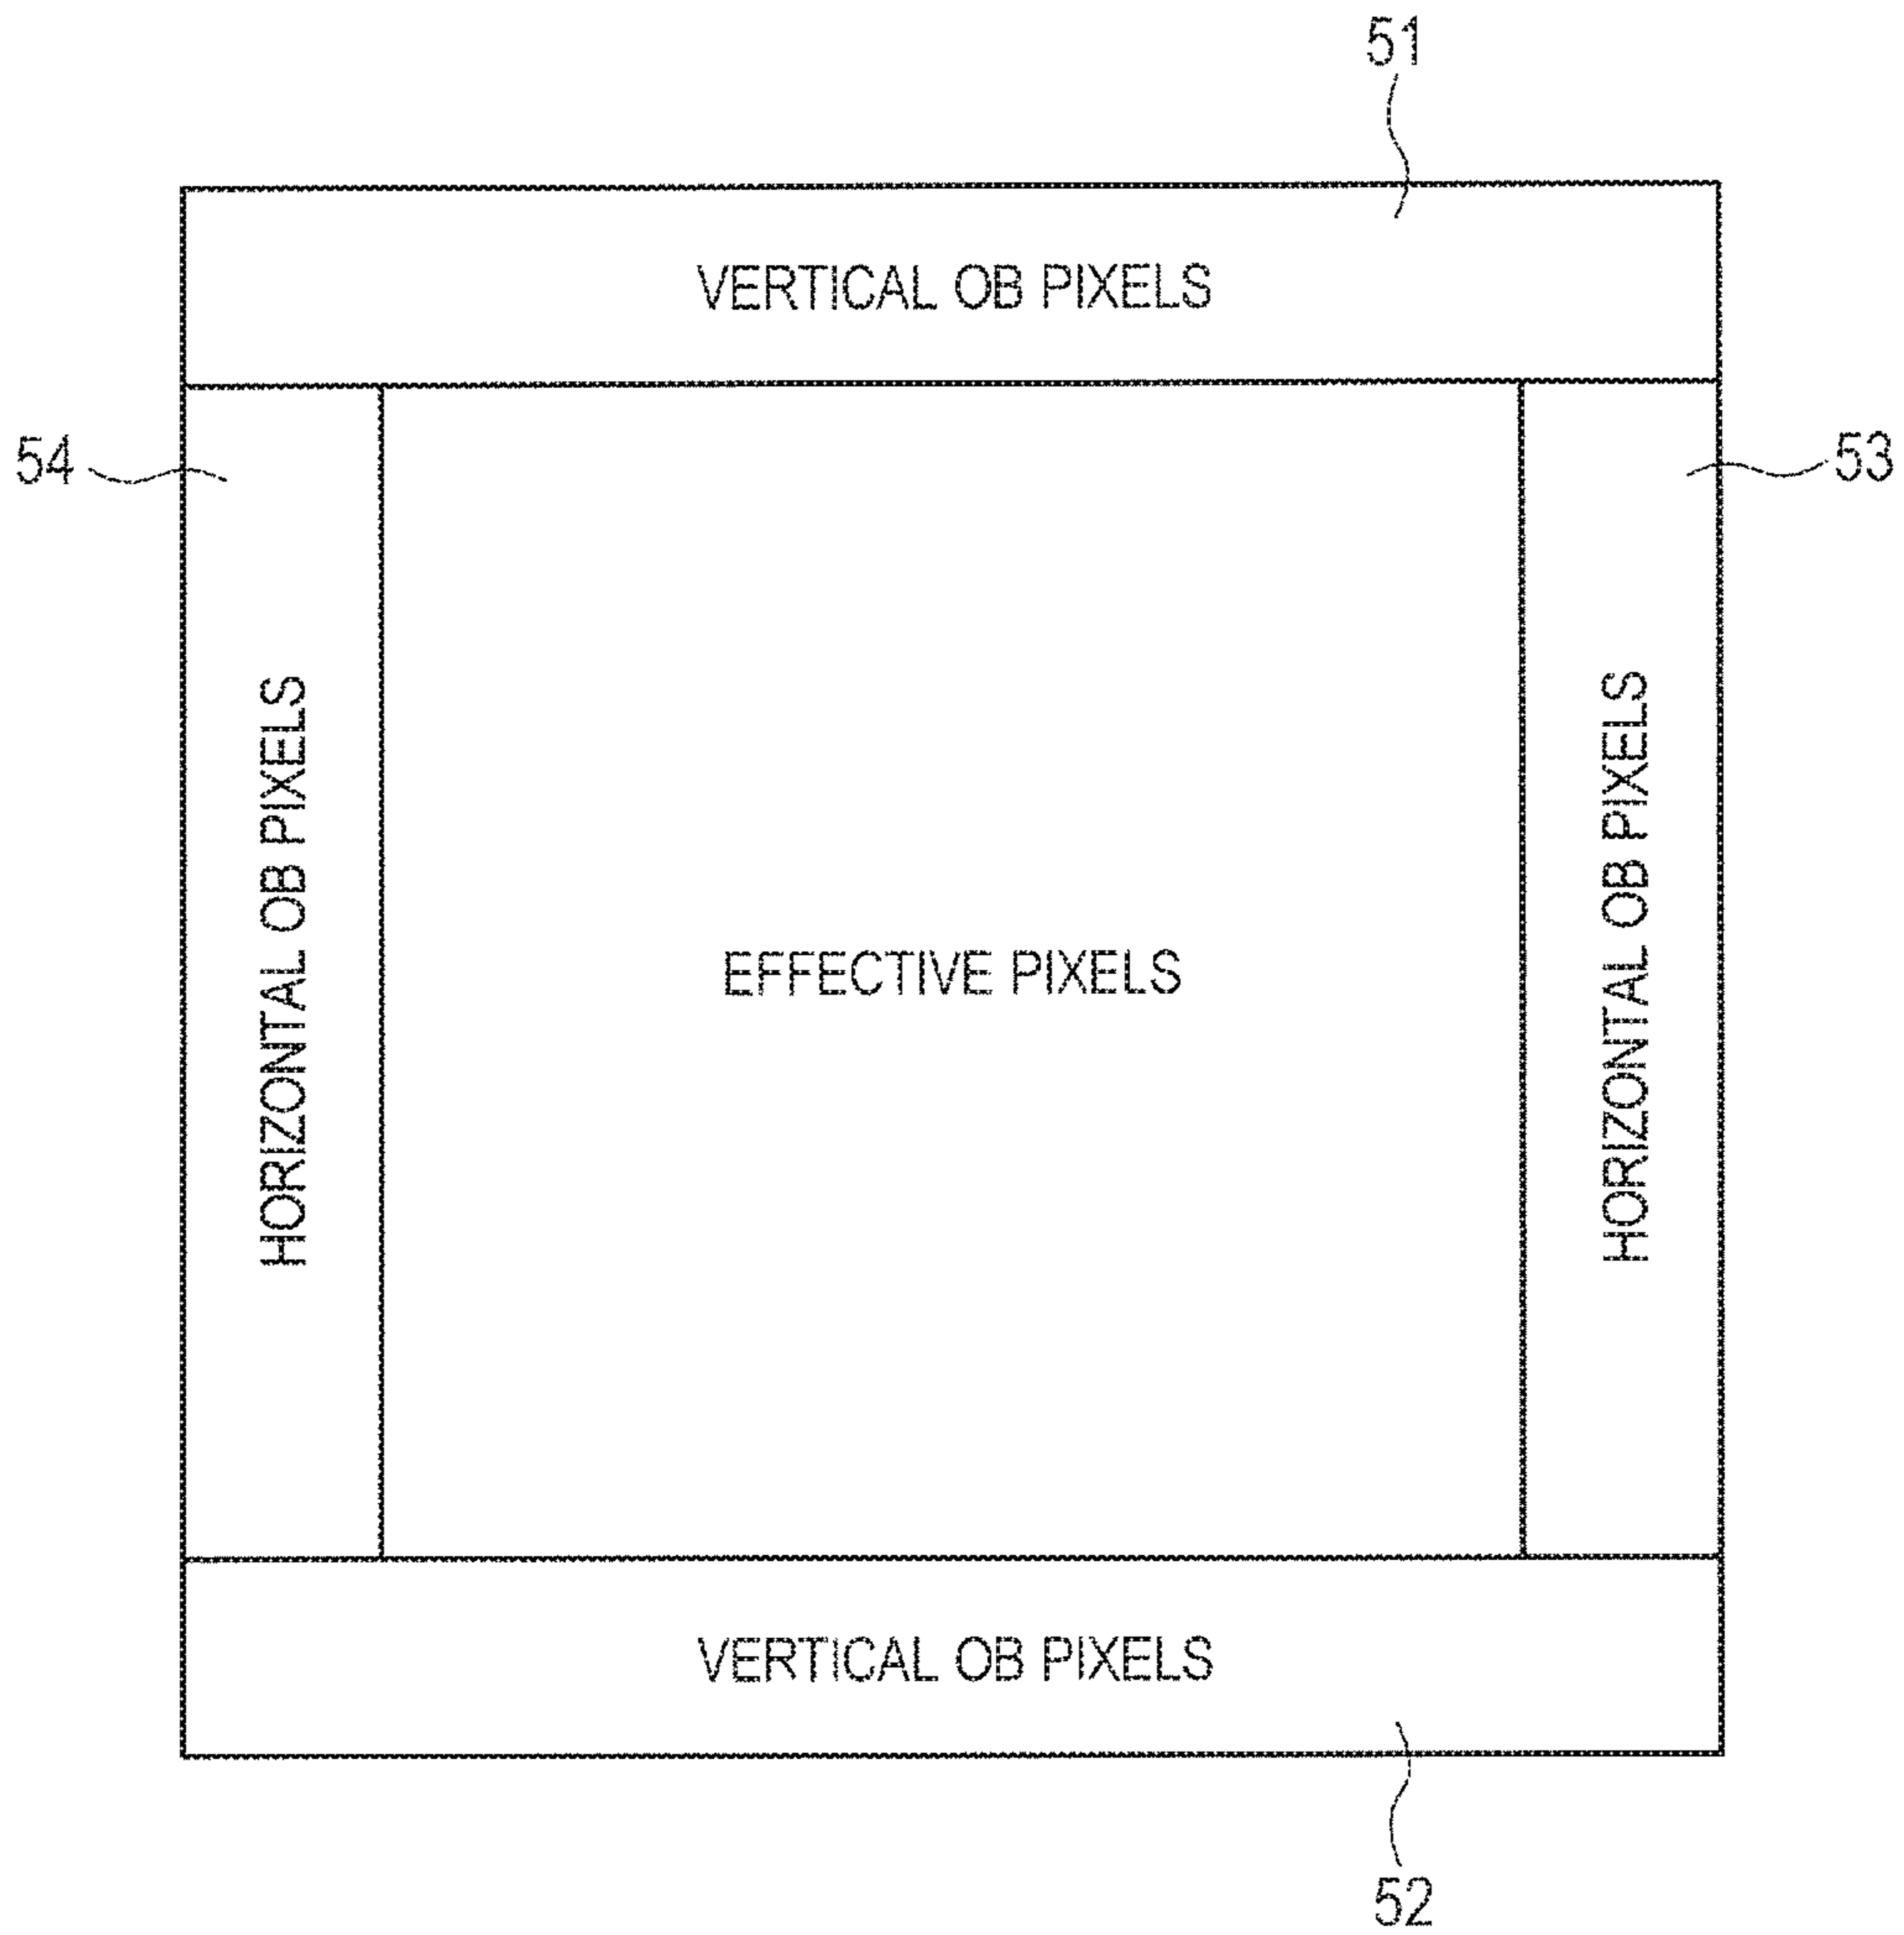 51
VERTICAL OB PIXELS
54
53
HORIZONTAL OB PIXELS
EFFECTIVE PIXELS
HORIZONTAL OB PIXELS
VERTICAL OB PIXELS
52